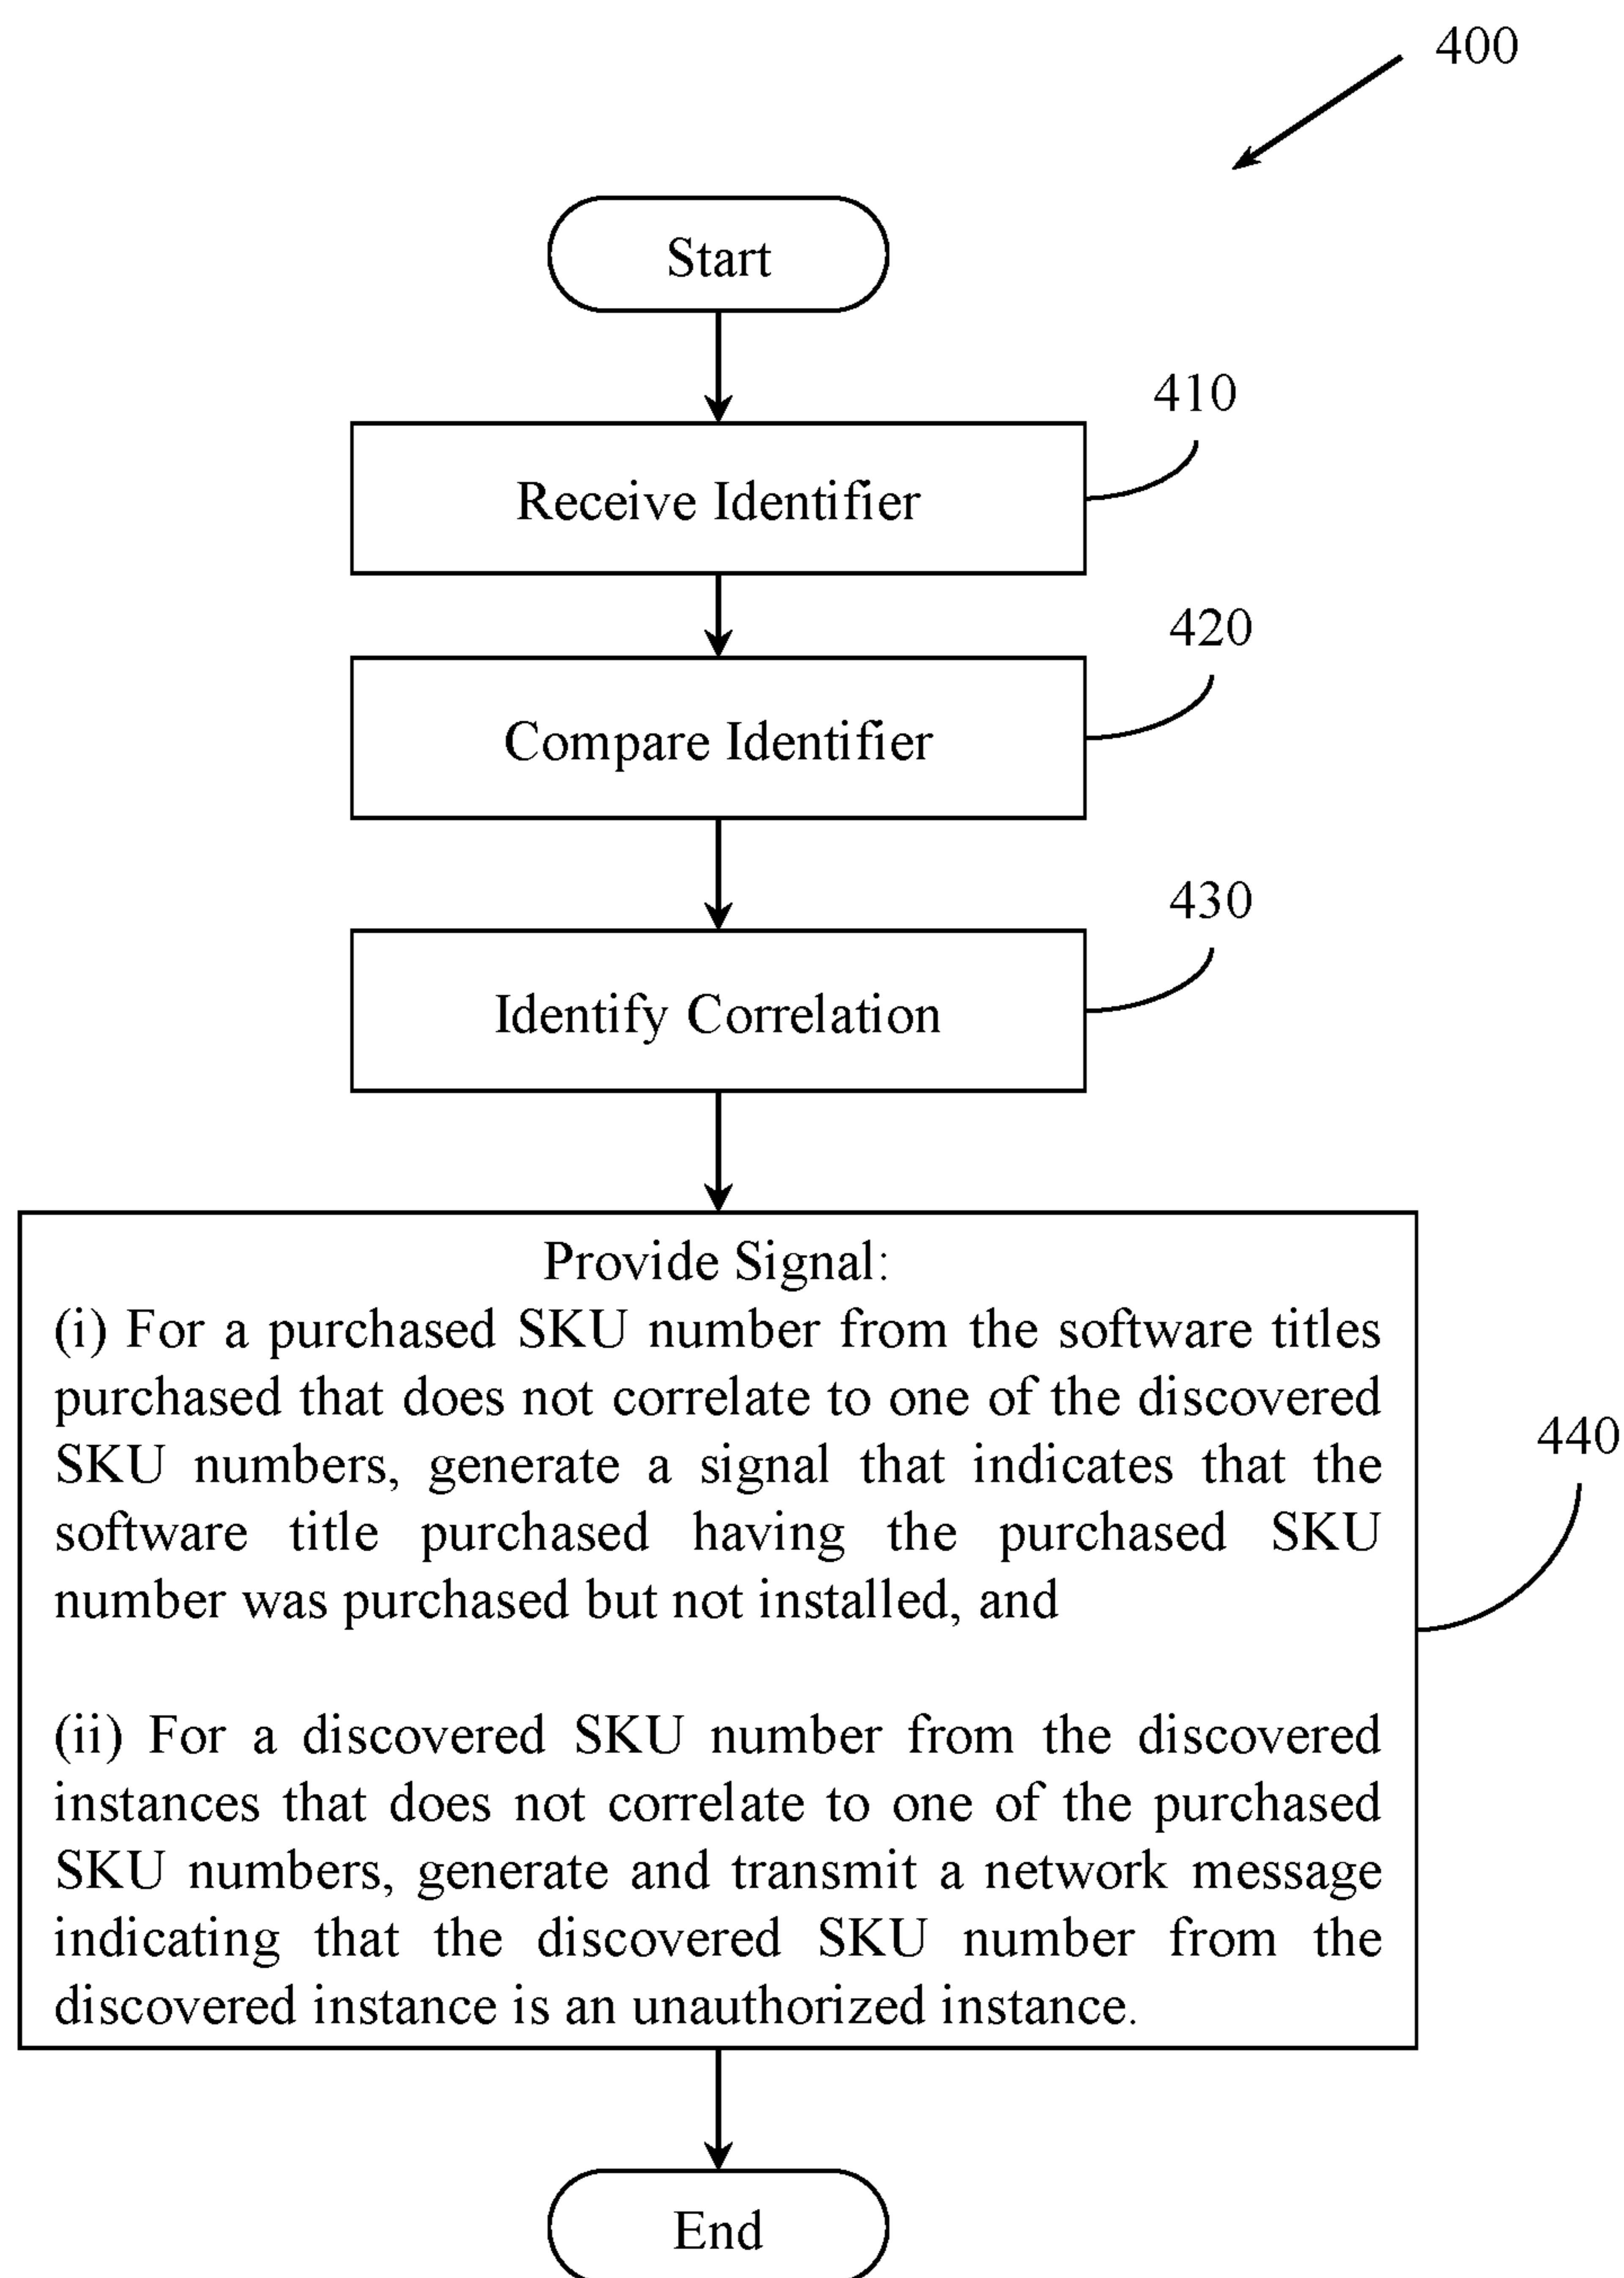 400
Start
410
Receive Identifier
420
Compare Identifier
430
Identify Correlation
Provide Signal:
(i) For a purchased SKU number from the software titles
purchased that does not correlate to one of the discovered
SKU numbers, generate a signal that indicates that the
software title purchased having the purchased SKU
number was purchased but not installed, and
440
(ii) For a discovered SKU number from the discovered
instances that does not correlate to one of the purchased
SKU numbers, generate and transmit a network message
indicating that the discovered SKU number from the
discovered instance is an unauthorized instance.
End